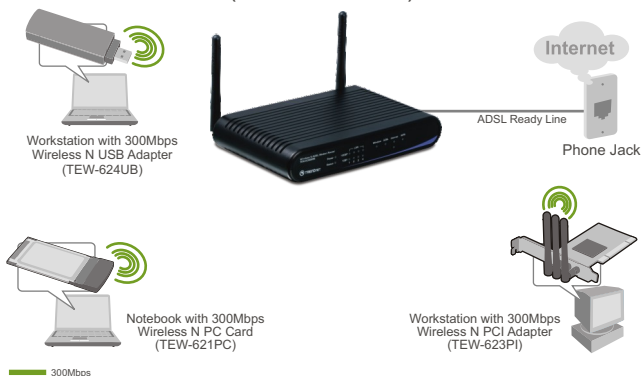 Internet
ADSL Ready Line
Phone Jack
Workstation with 300Mbps
Wireless N USB Adapter
(TEW-624UB)
TRENDnet
Notebook with 300Mbps
Wireless N PC Card
(TEW-621PC)
Workstation with 300Mbps
Wireless N PCI Adapter
(TEW-623PI)
300Mbps